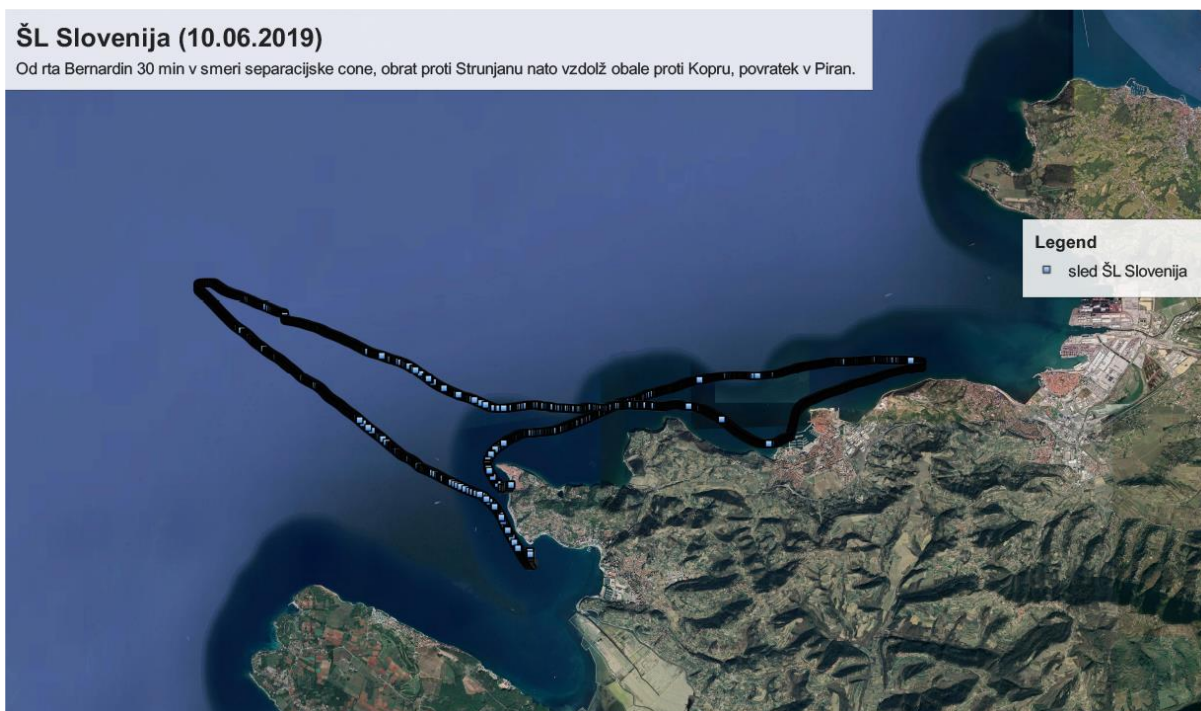 ŠL Slovenija (10.06.2019)
Od rta Bernardin 30 min v smeri separacijske cone, obrat proti Strunjanu nato vzdolž obale proti Kopru, povratek v Piran.
Legend
sled ŠL Slovenija